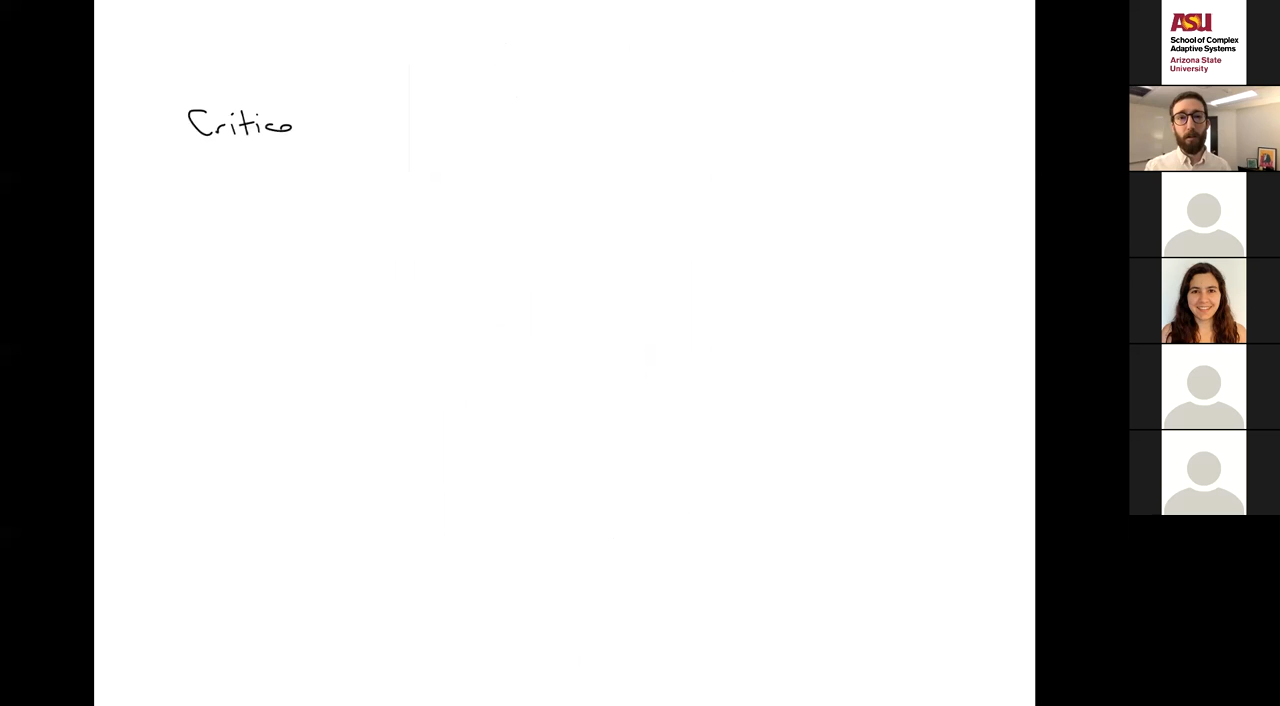 Critica
ASU
School of Complex
Adaptive Systems
Arizona State
University